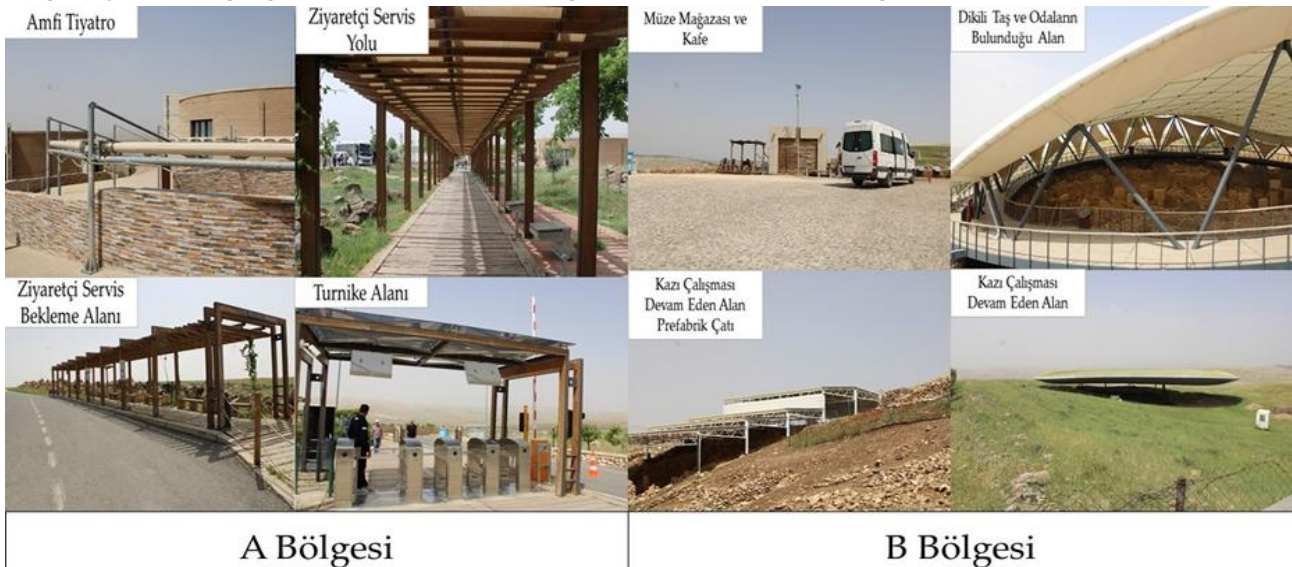 Amfi Tiyatro
Ziyaretçi Servis
Yolu
Müze Mağazası ve
Kafe
Dikili Taş ve Odaların
Bulunduğu Alan
Ziyaretçi Servis
Bekleme Alanı
Turnike Alanı
Kazı Çalışması
Devam Eden Alan
Prefabrik Çatı
Kazı Çalışması
Devam Eden Alan
A Bölgesi
B Bölgesi